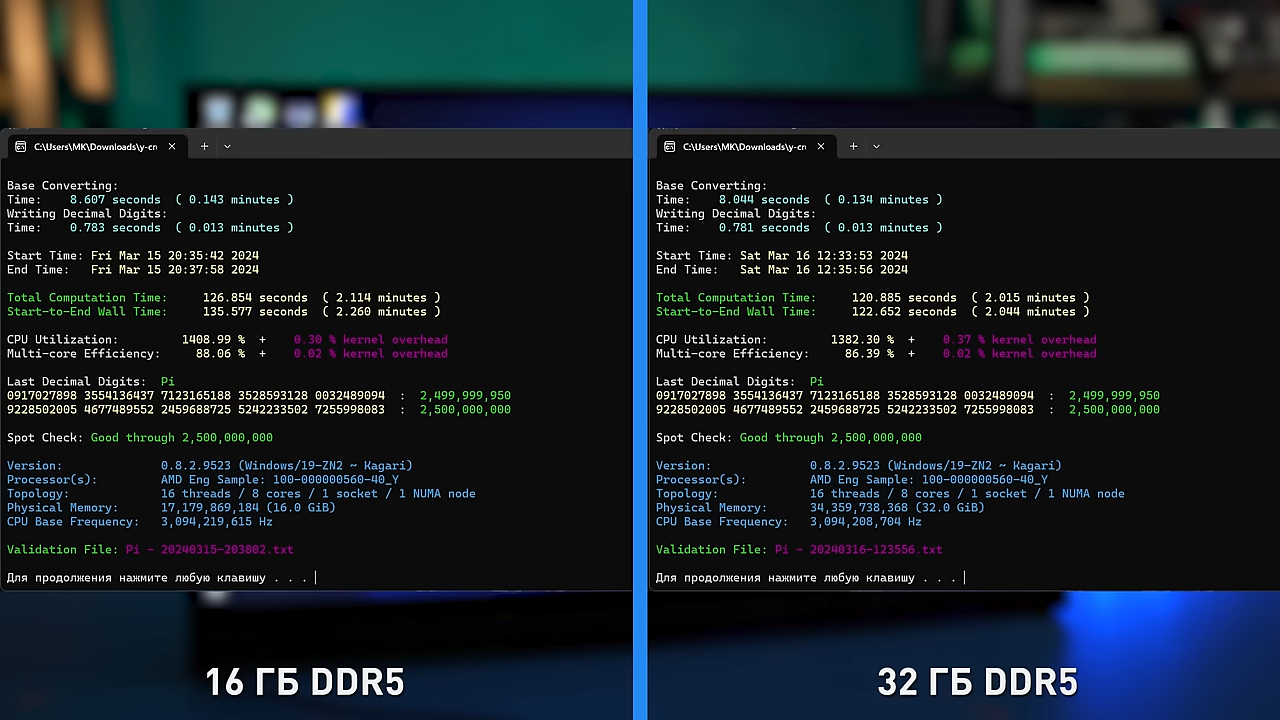 C:\Users\MK\Downloads\y-cr
Base Converting:
Time: 8.607 seconds ( 0.143 minutes )
Writing Decimal Digits:
Time: 0.783 seconds ( 0.013 minutes )
Start Time: Fri Mar 15 20:35:42 2024
End Time: Fri Mar 15 20:37:58 2024
Total Computation Time: 126.854 seconds ( 2.114 minutes )
Start-to-End Wall Time: 135.577 seconds ( 2.260 minutes )
CPU Utilization: 1408.99 % + 0.30 % kernel overhead
Multi-core Efficiency: 88.06 % + 0.02 % kernel overhead
Last Decimal Digits: Pi
0917027898 3554136437 7123165188 3528593128 0032489094 : 2,499,999,950
9228502005 4677489552 2459688725 5242233502 7255998083 : 2,500,000,000
Spot Check: Good through 2,500,000,000
Version: 0.8.2.9523 (Windows/19-ZN2 ~ Kagari)
Processor(s): AMD Eng Sample: 100-000000560-40_Y
Topology: 16 threads / 8 cores / 1 socket / 1 NUMA node
Physical Memory: 17,179,869,184 (16.0 GiB)
CPU Base Frequency: 3,094,219,615 Hz
Validation File: Pi - 20240315-203802.txt
Для продолжения нажмите любую клавишу . . .
16 ГБ DDR5
C:\Users\MK\Downloads\y-cr
Base Converting:
Time: 8.044 seconds ( 0.134 minutes )
Writing Decimal Digits:
Time: 0.781 seconds ( 0.013 minutes )
Start Time: Sat Mar 16 12:33:53 2024
End Time: Sat Mar 16 12:35:56 2024
Total Computation Time: 120.885 seconds ( 2.015 minutes )
Start-to-End Wall Time: 122.652 seconds ( 2.044 minutes )
CPU Utilization: 1382.30 % + 0.37 % kernel overhead
Multi-core Efficiency: 86.39 % + 0.02 % kernel overhead
Last Decimal Digits: Pi
0917027898 3554136437 7123165188 3528593128 0032489094 : 2,499,999,950
9228502005 4677489552 2459688725 5242233502 7255998083 : 2,500,000,000
Spot Check: Good through 2,500,000,000
Version: 0.8.2.9523 (Windows/19-ZN2 ~ Kagari)
Processor(s): AMD Eng Sample: 100-000000560-40_Y
Topology: 16 threads / 8 cores / 1 socket / 1 NUMA node
Physical Memory: 34,359,738,368 (32.0 GiB)
CPU Base Frequency: 3,094,208,704 Hz
Validation File: Pi - 20240316-123556.txt
Для продолжения нажмите любую клавишу . . .
32 ГБ DDR5